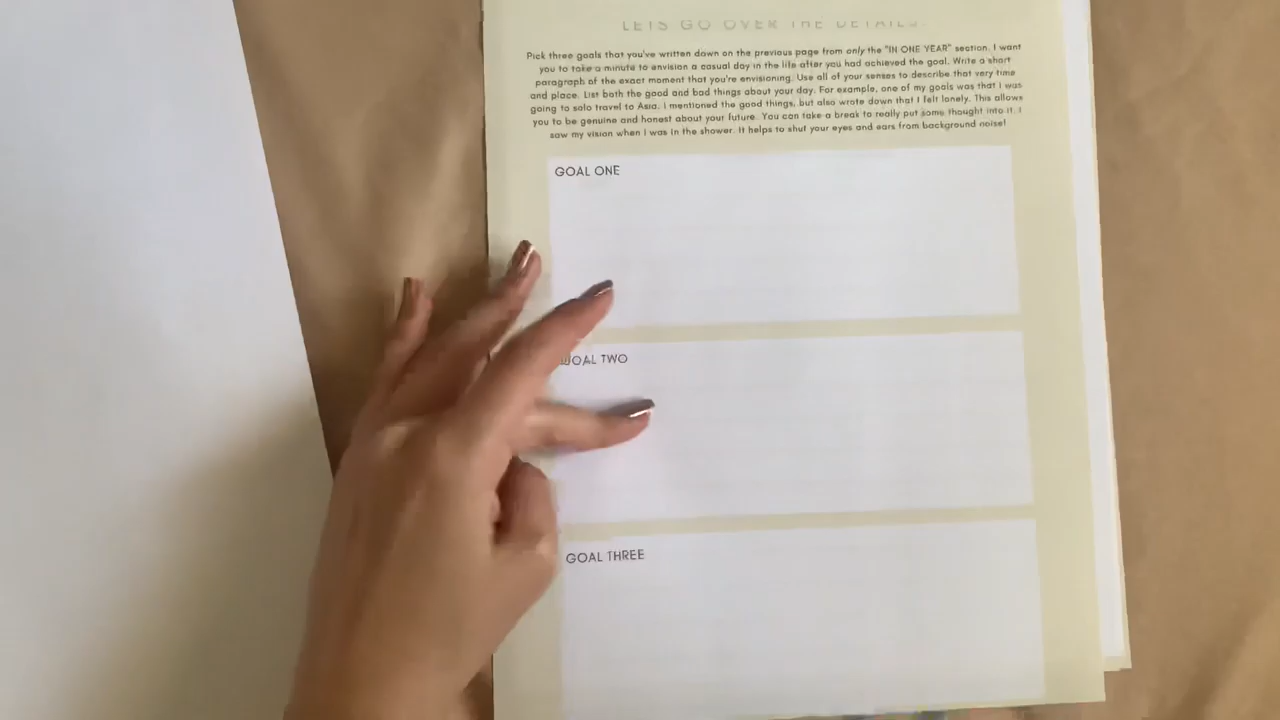 LETS GO OVER THE DETAILS.
Pick three goals that you've written dawn on the previous page from only the "IN ONE YEAR" section. I want
you to take a minute to envision a casual day in the life after you had achieved the goal. Write a short
paragraph of the exact moment that you're envisioning. Use all of your senses to describe that very time
and place. List both the good and bad things about your day. For example, one of my goals was that I was
going to solo travel to Asia. I mentioned the good things, but also wrote down that I felt lonely. This allows
you to be genuine and honest about your future. You can take a break to really put some thought into it. I
saw my vision when I was in the shower. It helps to shut your eyes and ears from background noise!
GOAL ONE
GOAL TWO
GOAL THREE